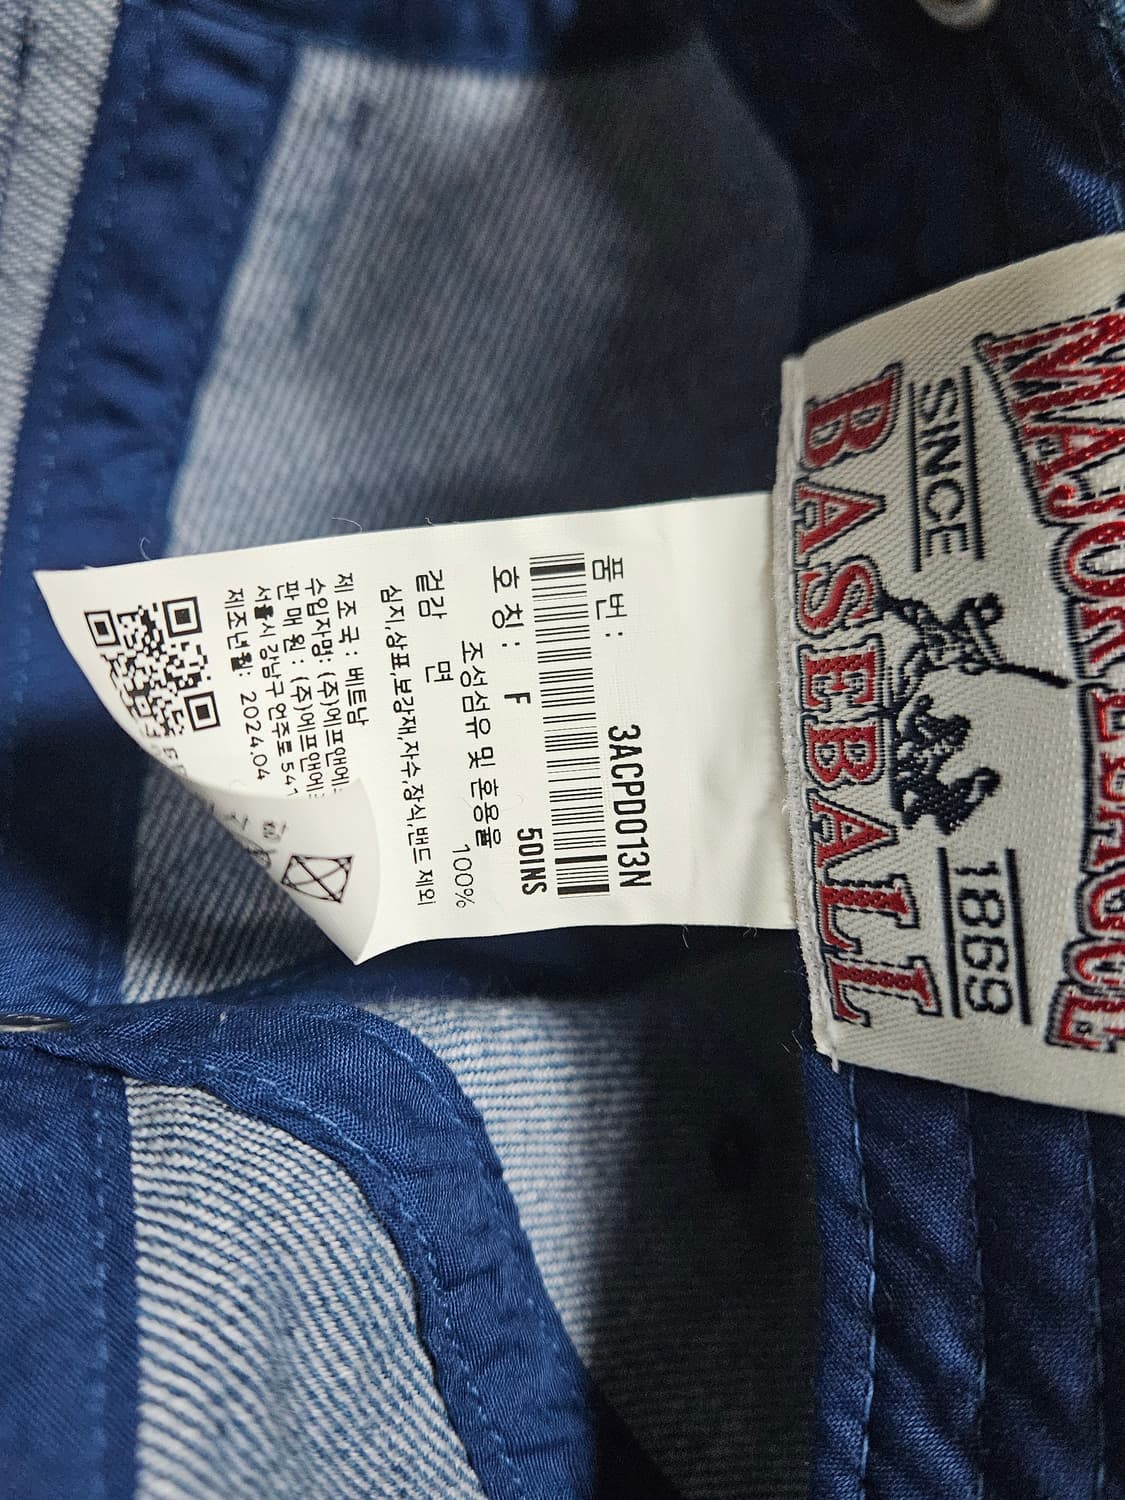 MAJOR LEAGUE
SINCE 1869
BASEBALL
품번: 3ACPD013N
호칭: F 50INS
조성섬유 및 혼용율
겉감 면 100%
심지,상표,보강재,자수,장식,밴드 제외
제 조 국 : 베트남
수입자명: (주)에프앤에프
판 매 원 : (주)에프앤에프
서울시 강남구 언주로 541
제조년월: 2024.04